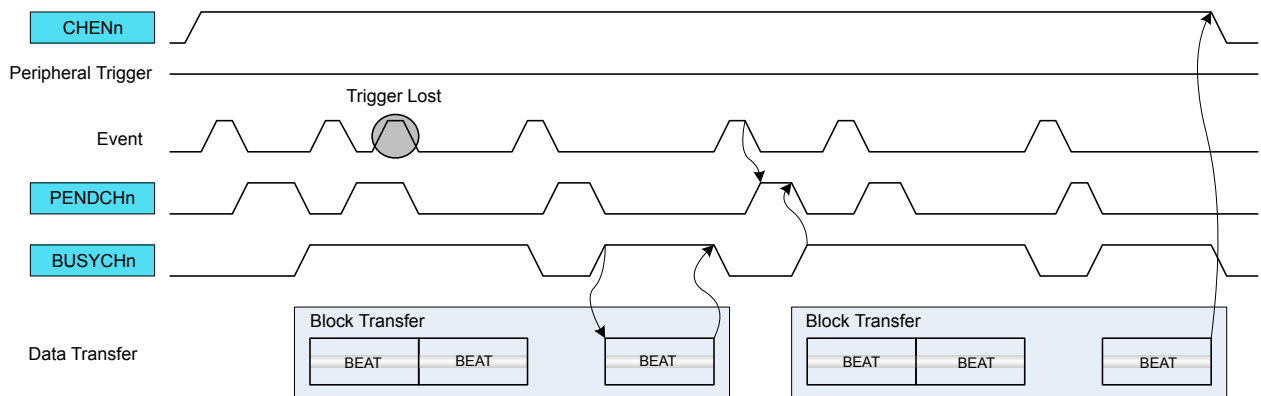 CHENn
Peripheral Trigger
Trigger Lost
Event
PENDCHn
BUSYCHn
Data Transfer
Block Transfer
BEAT
BEAT
BEAT
Block Transfer
BEAT
BEAT
BEAT